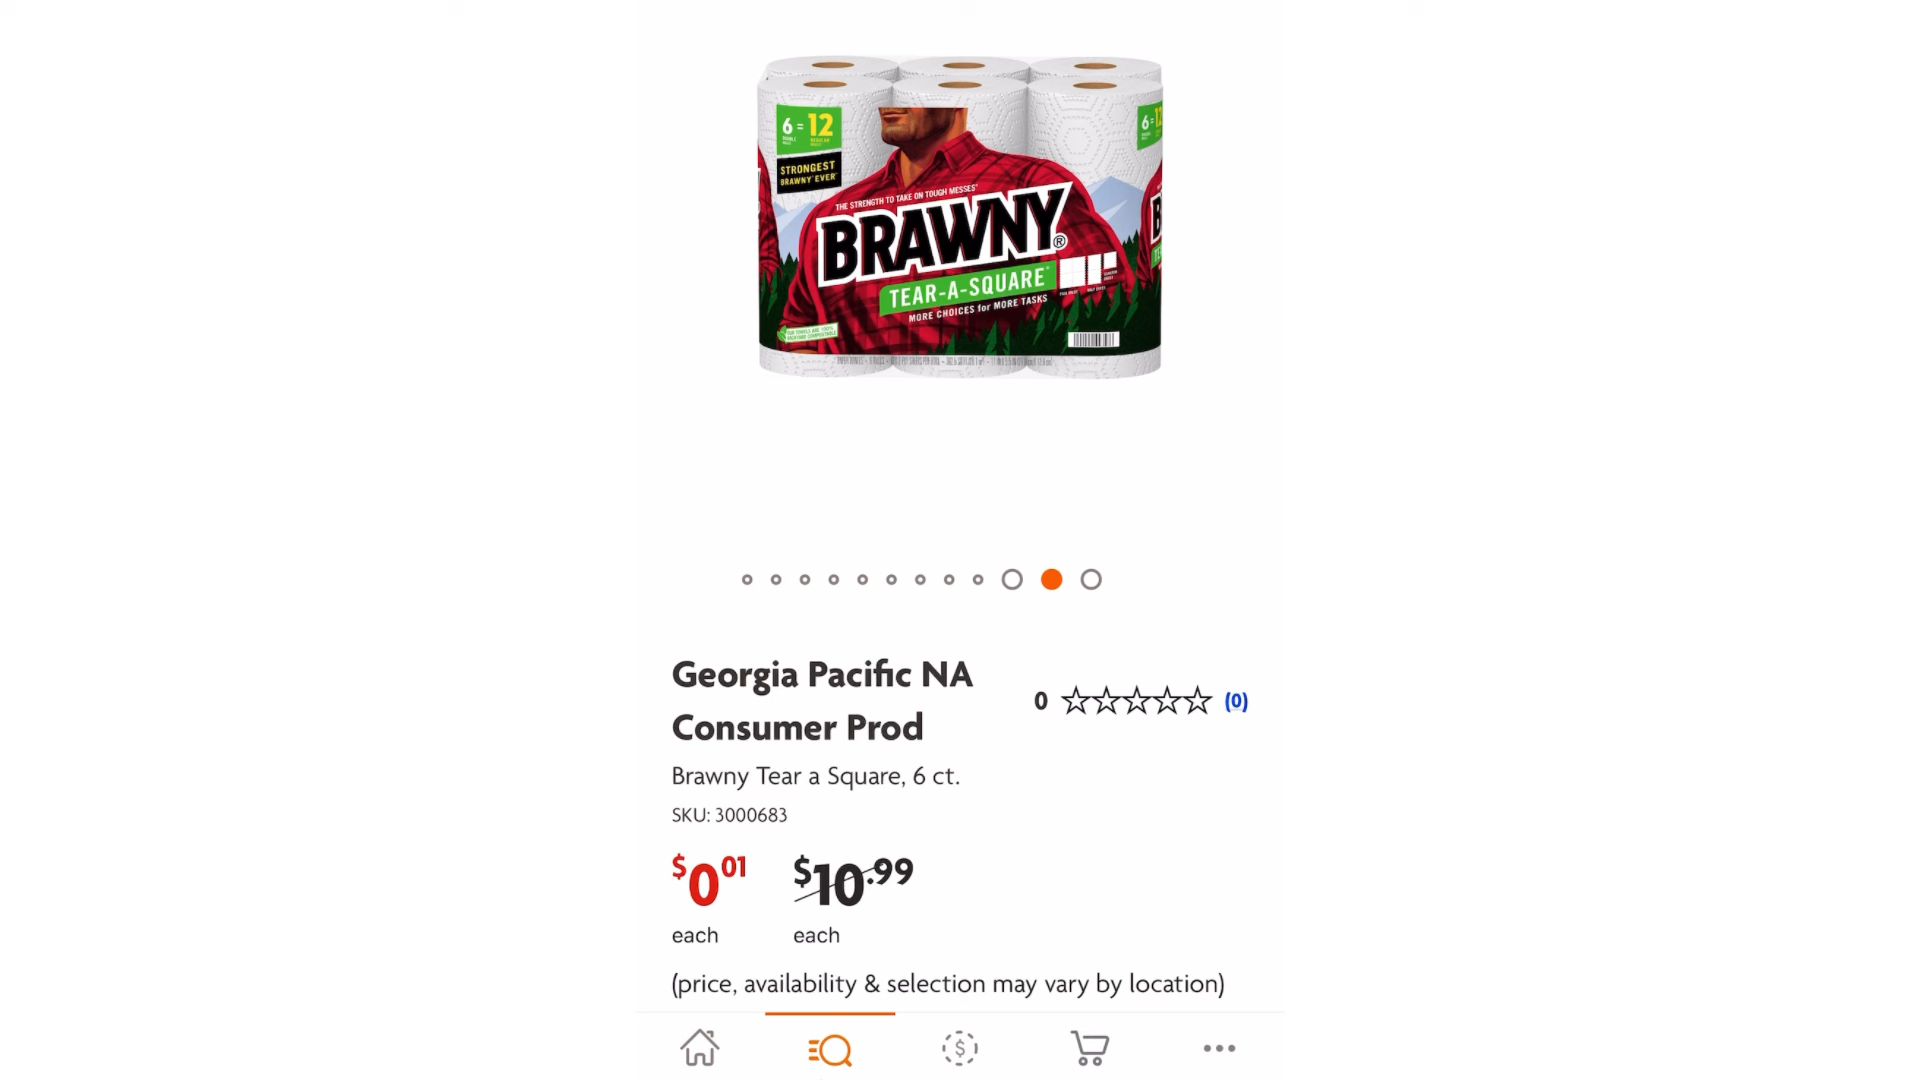 6 = 12
STRONGEST
BRAWNY EVER
THE STRENGTH TO TAKE ON TOUGH MESSES
BRAWNY®
TEAR-A-SQUARE
MORE CHOICES for MORE TASKS
6 = 12
Georgia Pacific NA
Consumer Prod
0 (0)
Brawny Tear a Square, 6 ct.
SKU: 3000683
$0 01 $10.99
each each
(price, availability & selection may vary by location)